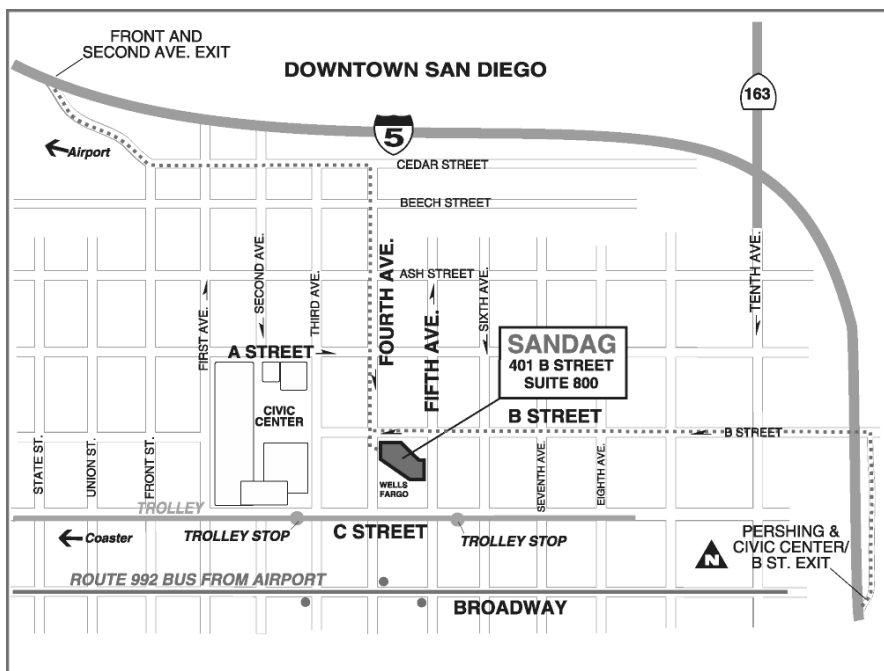 FRONT AND
SECOND AVE. EXIT
DOWNTOWN SAN DIEGO
163
5
Airport
CEDAR STREET
BEECH STREET
ASH STREET
FIRST AVE.
SECOND AVE.
THIRD AVE.
FOURTH AVE.
FIFTH AVE.
SIXTH AVE.
TENTH AVE.
A STREET
SANDAG
401 B STREET
SUITE 800
CIVIC
CENTER
B STREET
B STREET
STATE ST.
UNION ST.
FRONT ST.
WELLS
FARGO
SEVENTH AVE.
EIGHTH AVE.
TROLLEY
TROLLEY STOP
C STREET
TROLLEY STOP
Coaster
N
PERSHING &
CIVIC CENTER/
B ST. EXIT
ROUTE 992 BUS FROM AIRPORT
BROADWAY